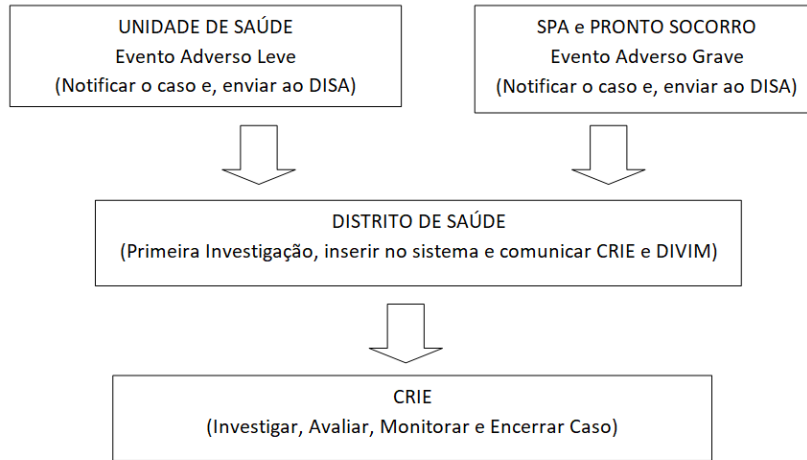 UNIDADE DE SAÚDE
Evento Adverso Leve
(Notificar o caso e, enviar ao DISA)
SPA e PRONTO SOCORRO
Evento Adverso Grave
(Notificar o caso e, enviar ao DISA)
DISTRITO DE SAÚDE
(Primeira Investigação, inserir no sistema e comunicar CRIE e DIVIM)
CRIE
(Investigar, Avaliar, Monitorar e Encerrar Caso)